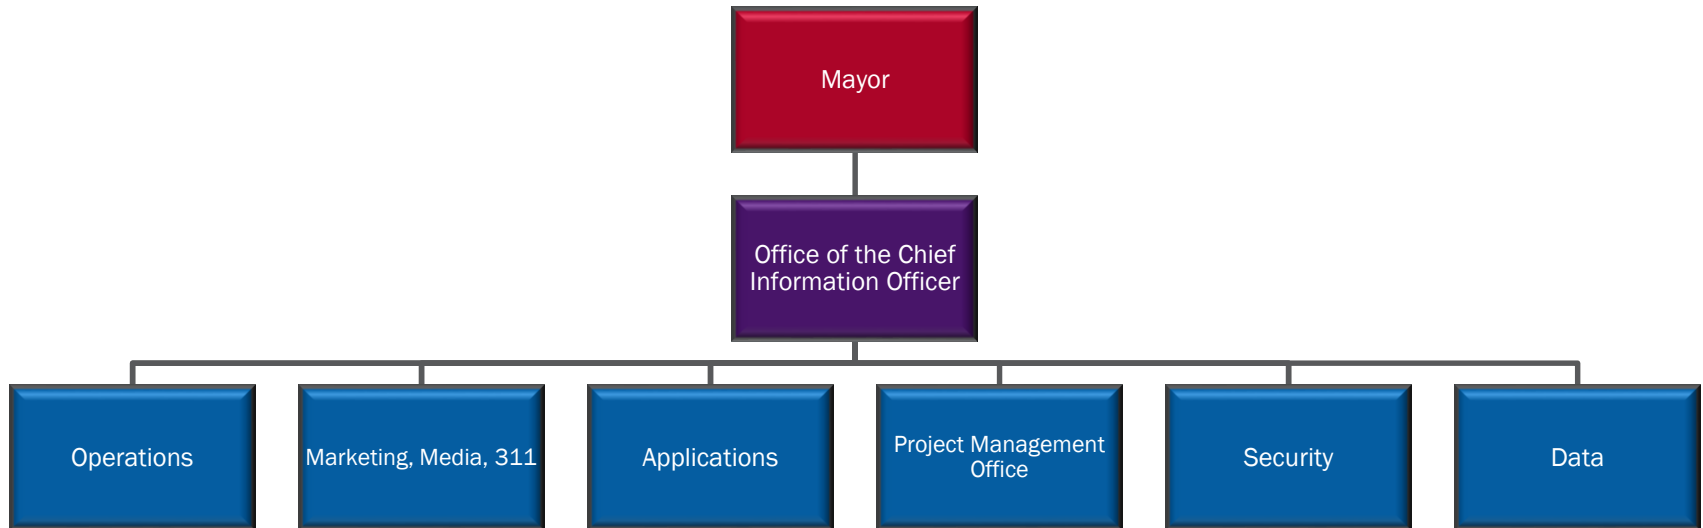 Mayor
Office of the Chief
Information Officer
Operations
Marketing, Media, 311
Applications
Project Management
Office
Security
Data